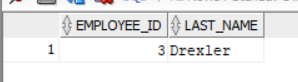 EMPLOYEE_ID LAST_NAME
1 3 Drexler